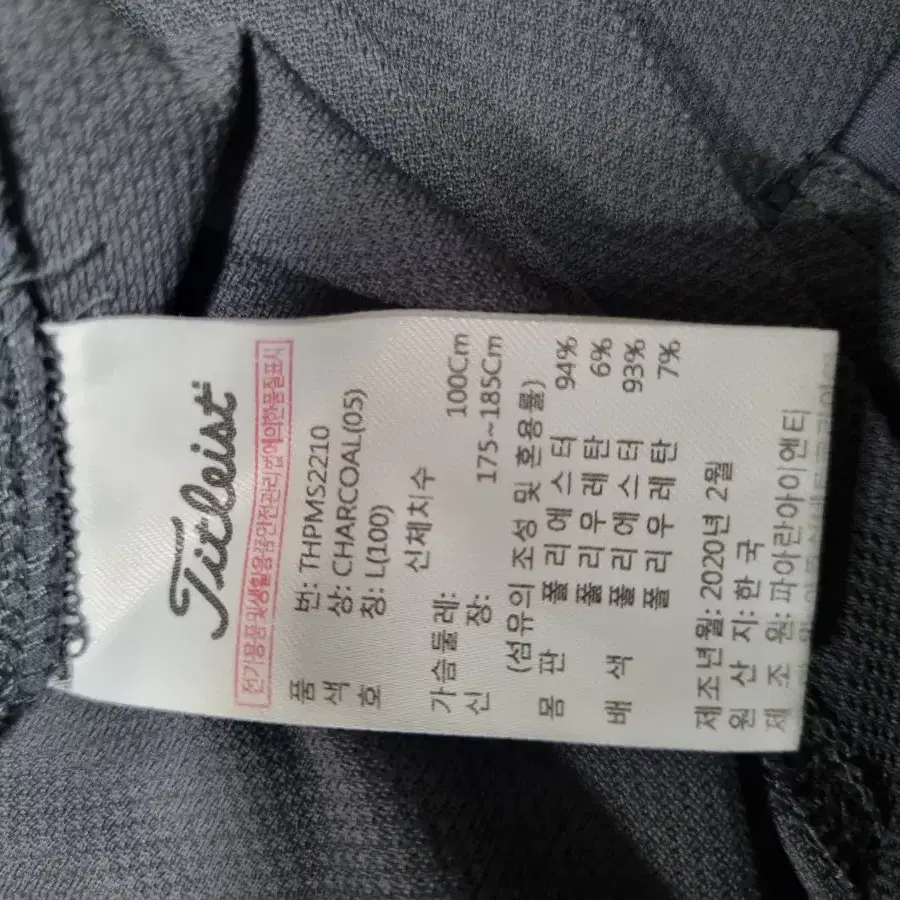 Titleist
전기용품및생활용품안전관리법에의한품질표시
품 번: THPMS2210
색 상: CHARCOAL(05)
호 칭: L(100)
신체치수
가슴둘레: 100Cm
신 장: 175~185Cm
(섬유의 조성 및 혼용률)
몸 판 폴리에스터 94%
폴리우레탄 6%
배 색 폴리에스터 93%
폴리우레탄 7%
제조년월: 2020년 2월
원 산 지: 한 국
제 조 원: 파아란아이엔티